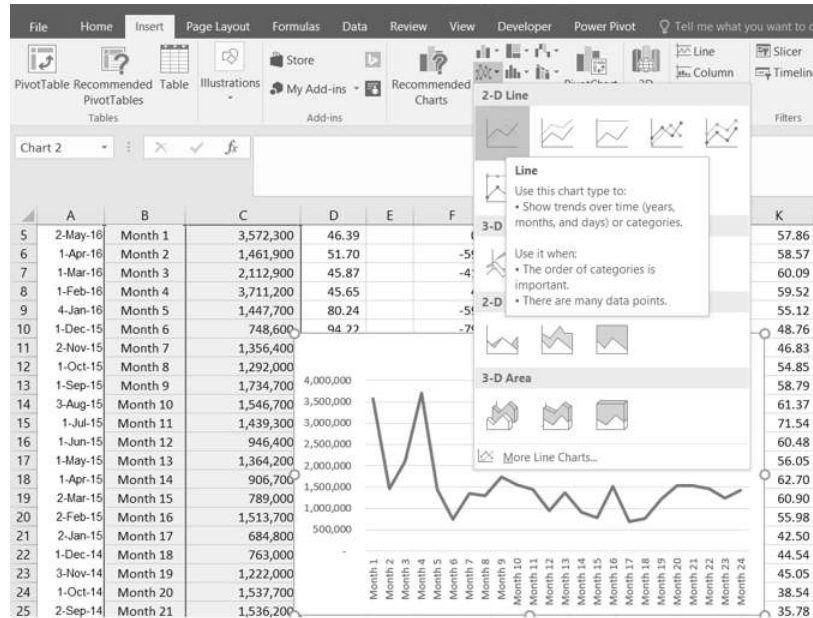 File Home Insert Page Layout Formulas Data Review View Developer Power Pivot Tell me what you want to
PivotTable Recommended PivotTables Table
Tables
Illustrations
Store
My Add-ins
Add-ins
Recommended Charts
Line
Column
Slicer
Timeline
Filters
Chart 2 fx
2-D Line
Line
Use this chart type to:
• Show trends over time (years,
months, and days) or categories.
Use it when:
• The order of categories is
important.
• There are many data points.
3-D
2-D
3-D Area
More Line Charts...
A B C D E F K
5 2-May-16 Month 1 3,572,300 46.39 57.86
6 1-Apr-16 Month 2 1,461,900 51.70 58.57
7 1-Mar-16 Month 3 2,112,900 45.87 60.09
8 1-Feb-16 Month 4 3,711,200 45.65 59.52
9 4-Jan-16 Month 5 1,447,700 80.24 55.12
10 1-Dec-15 Month 6 748,600 94.22 48.76
11 2-Nov-15 Month 7 1,356,400 46.83
12 1-Oct-15 Month 8 1,292,000 54.85
13 1-Sep-15 Month 9 1,734,700 58.79
14 3-Aug-15 Month 10 1,546,700 61.37
15 1-Jul-15 Month 11 1,439,300 71.54
16 1-Jun-15 Month 12 946,400 60.48
17 1-May-15 Month 13 1,364,200 56.05
18 1-Apr-15 Month 14 906,700 62.70
19 2-Mar-15 Month 15 789,000 60.90
20 2-Feb-15 Month 16 1,513,700 55.98
21 2-Jan-15 Month 17 684,800 42.50
22 1-Dec-14 Month 18 763,000 44.54
23 3-Nov-14 Month 19 1,222,000 45.05
24 1-Oct-14 Month 20 1,537,700 38.54
25 2-Sep-14 Month 21 1,536,200 35.78
4,000,000
3,500,000
3,000,000
2,500,000
2,000,000
1,500,000
1,000,000
500,000
-
Month 1
Month 2
Month 3
Month 4
Month 5
Month 6
Month 7
Month 8
Month 9
Month 10
Month 11
Month 12
Month 13
Month 14
Month 15
Month 16
Month 17
Month 18
Month 19
Month 20
Month 21
Month 22
Month 23
Month 24